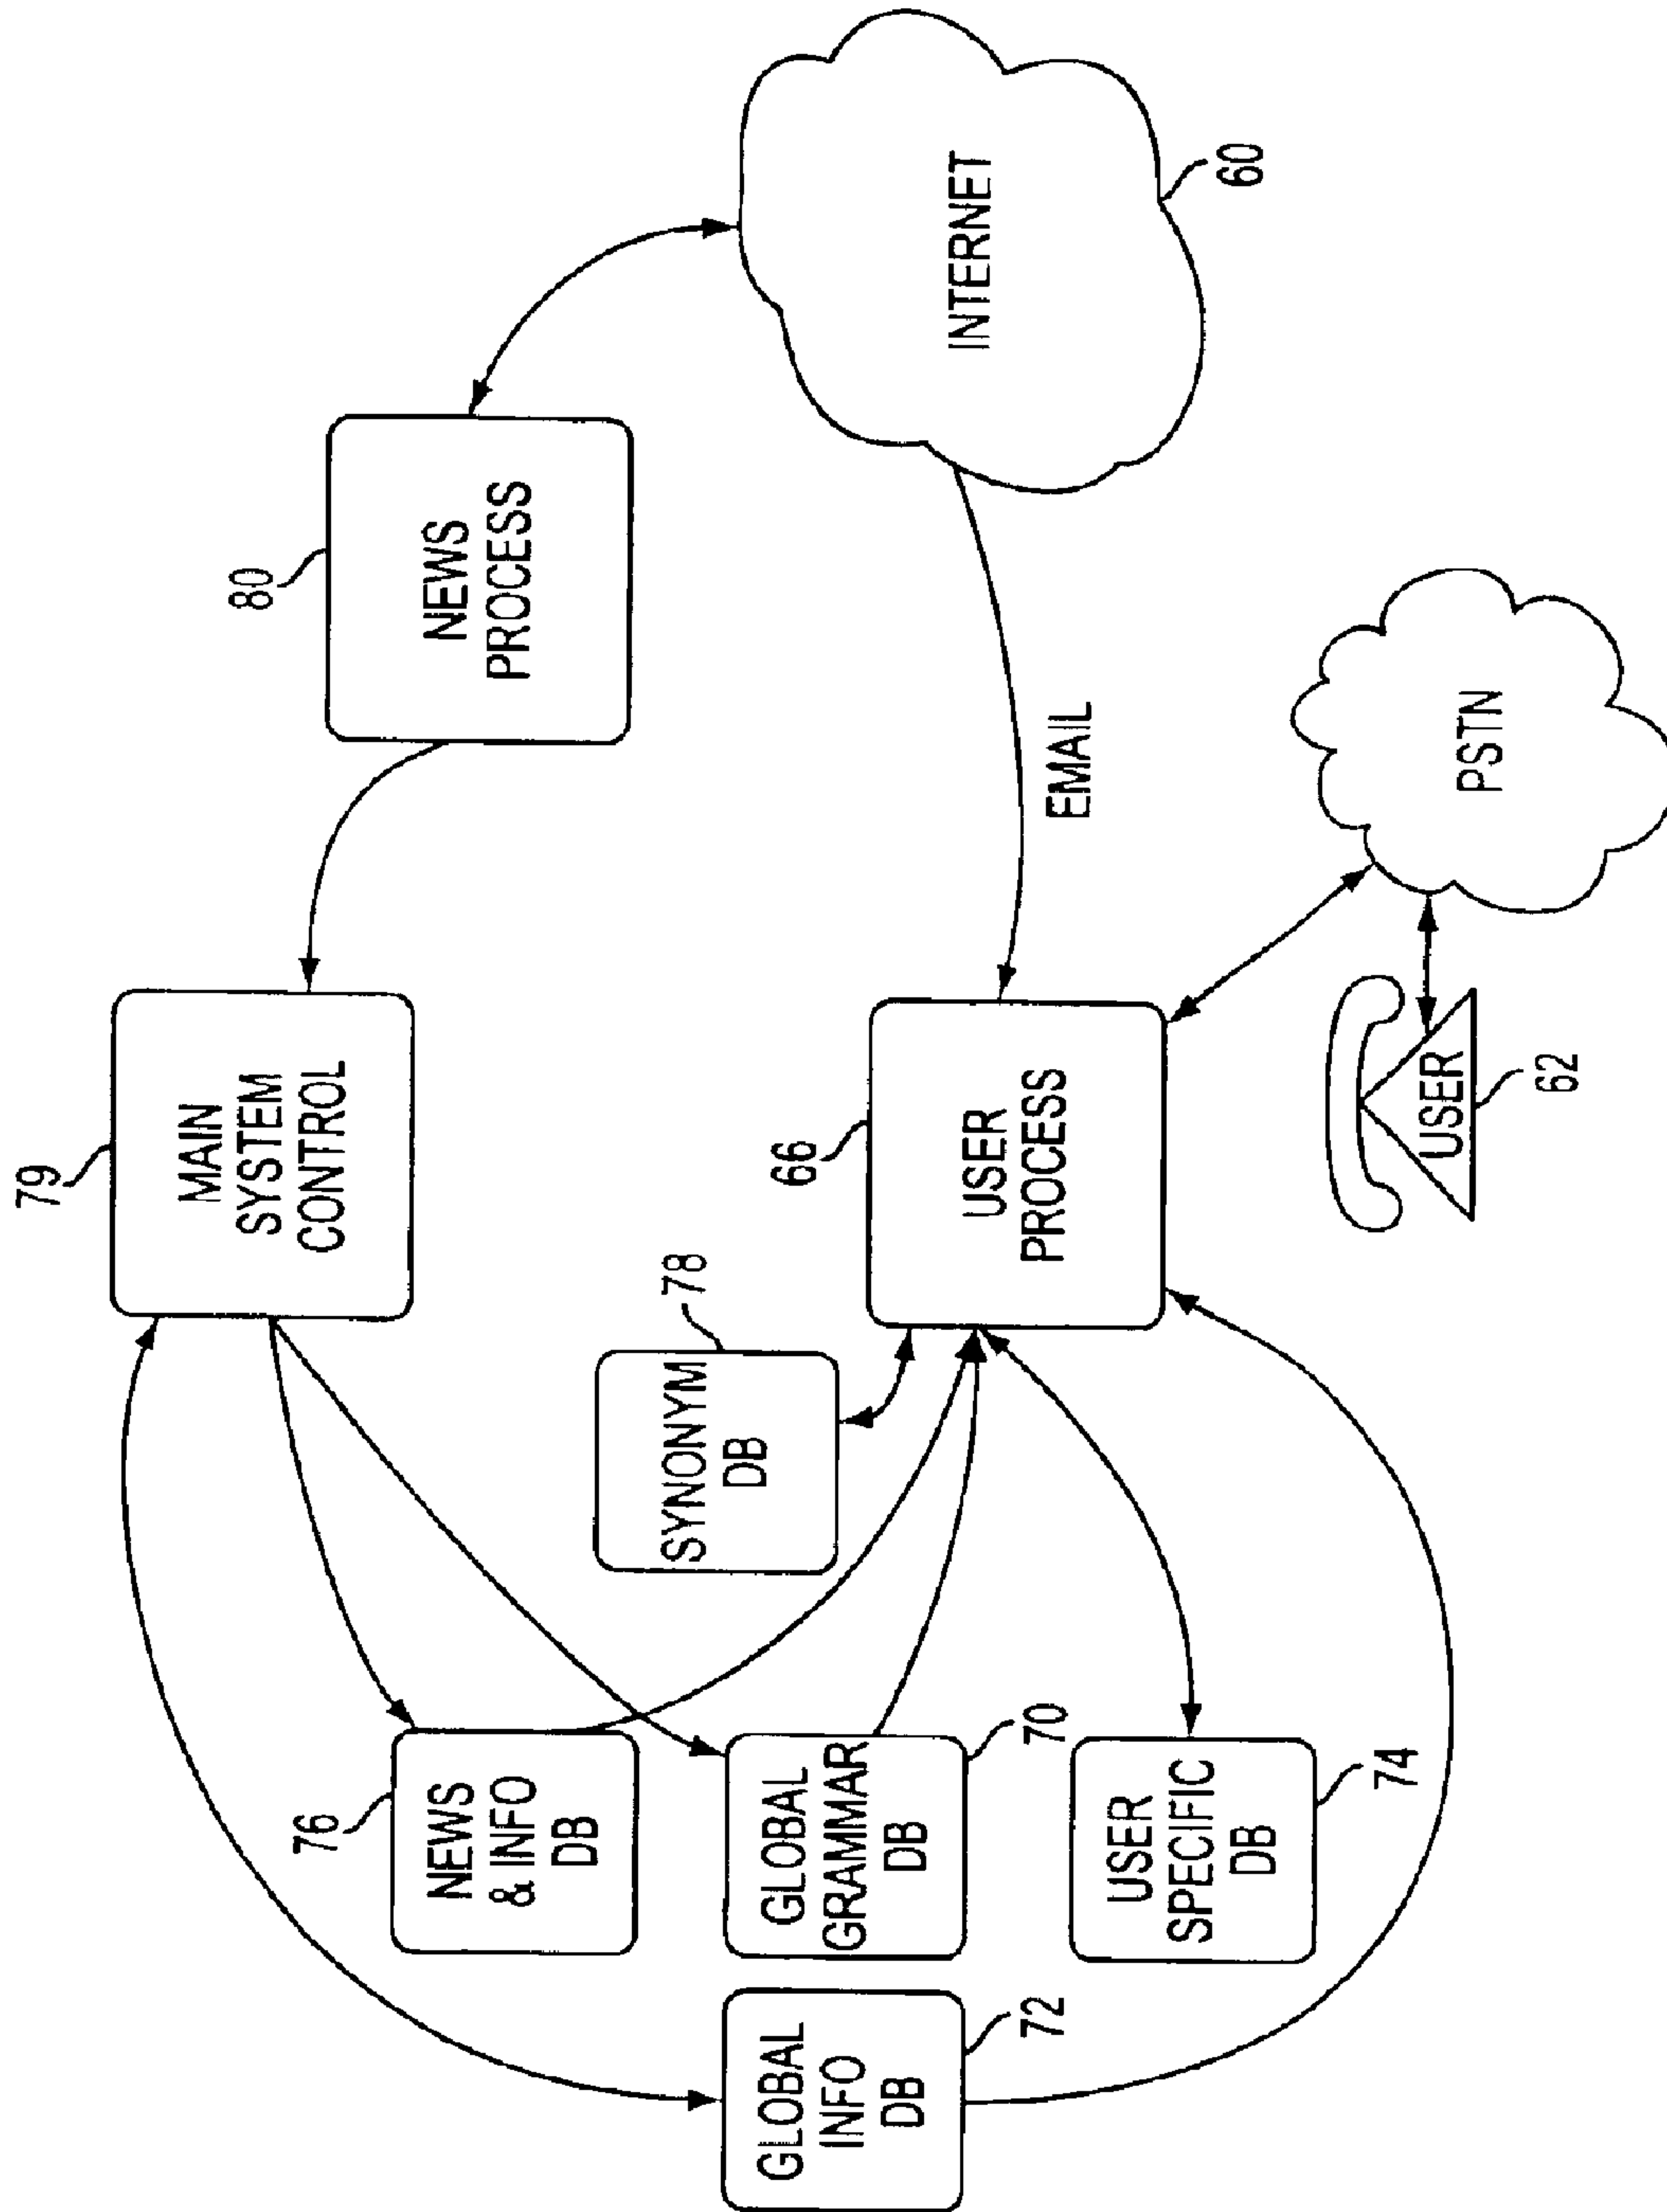 79
MAIN
SYSTEM
CONTROL
80
NEWS
PROCESS
76
NEWS
& INFO
DB
78
SYNONYM
DB
GLOBAL
INFO
DB
72
GLOBAL
GRAMMAR
DB
70
USER
SPECIFIC
DB
74
66
USER
PROCESS
EMAIL
INTERNET
60
USER
62
PSTN